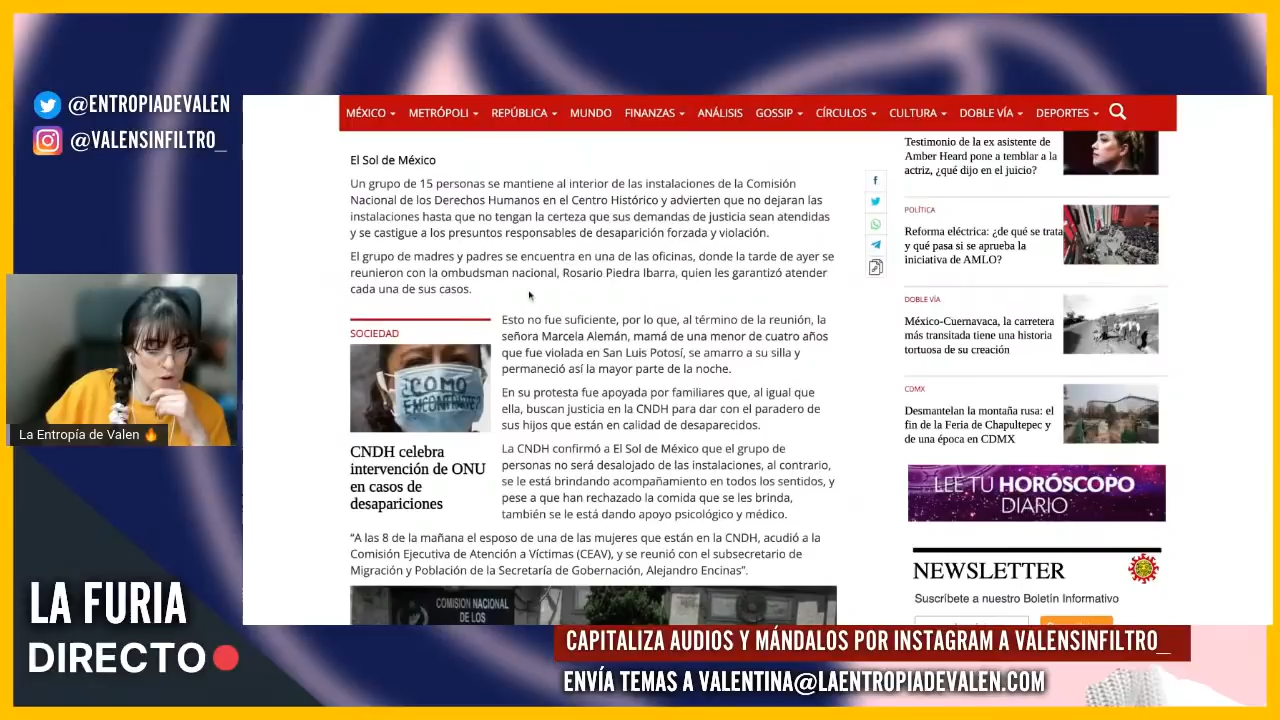 @ENTROPIADEVALEN
@VALENSINFILTRO_
MÉXICO METRÓPOLI REPÚBLICA MUNDO FINANZAS ANÁLISIS GOSSIP CÍRCULOS CULTURA DOBLE VÍA DEPORTES
El Sol de México
Un grupo de 15 personas se mantiene al interior de las instalaciones de la Comisión
Nacional de los Derechos Humanos en el Centro Histórico y advierten que no dejaran las
instalaciones hasta que no tengan la certeza que sus demandas de justicia sean atendidas
y se castigue a los presuntos responsables de desaparición forzada y violación.
El grupo de madres y padres se encuentra en una de las oficinas, donde la tarde de ayer se
reunieron con la ombudsman nacional, Rosario Piedra Ibarra, quien les garantizó atender
cada una de sus casos.
SOCIEDAD
¿COMO
ENCONTRARTE?
CNDH celebra
intervención de ONU
en casos de
desapariciones
Esto no fue suficiente, por lo que, al término de la reunión, la
señora Marcela Alemán, mamá de una menor de cuatro años
que fue violada en San Luis Potosí, se amarro a su silla y
permaneció así la mayor parte de la noche.
En su protesta fue apoyada por familiares que, al igual que
ella, buscan justicia en la CNDH para dar con el paradero de
sus hijos que están en calidad de desaparecidos.
La CNDH confirmó a El Sol de México que el grupo de
personas no será desalojado de las instalaciones, al contrario,
se le está brindando acompañamiento en todos los sentidos, y
pese a que han rechazado la comida que se les brinda,
también se le está dando apoyo psicológico y médico.
“A las 8 de la mañana el esposo de una de las mujeres que están en la CNDH, acudió a la
Comisión Ejecutiva de Atención a Víctimas (CEAV), y se reunió con el subsecretario de
Migración y Población de la Secretaría de Gobernación, Alejandro Encinas”.
COMISION NACIONAL
DE LOS
Testimonio de la ex asistente de
Amber Heard pone a temblar a la
actriz, ¿qué dijo en el juicio?
POLÍTICA
Reforma eléctrica: ¿de qué se trata
y qué pasa si se aprueba la
iniciativa de AMLO?
DOBLE VÍA
México-Cuernavaca, la carretera
más transitada tiene una historia
tortuosa de su creación
CDMX
Desmantelan la montaña rusa: el
fin de la Feria de Chapultepec y
de una época en CDMX
LEE TU HORÓSCOPO
DIARIO
NEWSLETTER
Suscríbete a nuestro Boletín Informativo
La Entropía de Valen
LA FURIA
DIRECTO
CAPITALIZA AUDIOS Y MÁNDALOS POR INSTAGRAM A VALENSINFILTRO_
ENVÍA TEMAS A VALENTINA@LAENTROPIADEVALEN.COM